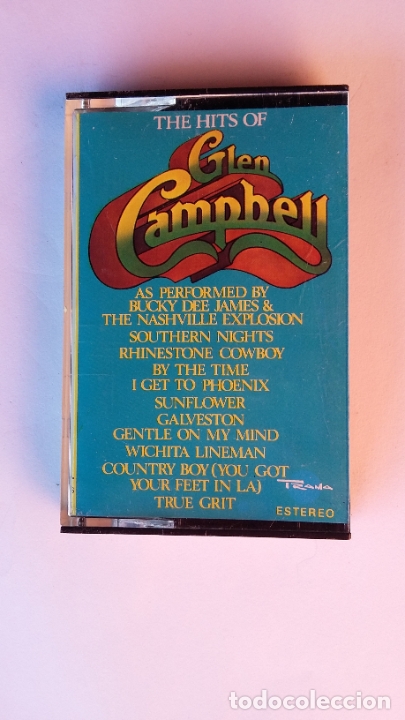 THE HITS OF
Glen
Campbell
AS PERFORMED BY
BUCKY DEE JAMES &
THE NASHVILLE EXPLOSION
SOUTHERN NIGHTS
RHINESTONE COWBOY
BY THE TIME
I GET TO PHOENIX
SUNFLOWER
GALVESTON
GENTLE ON MY MIND
WICHITA LINEMAN
COUNTRY BOY (YOU GOT
YOUR FEET IN LA)
TRUE GRIT
ESTEREO
todocoleccion.net